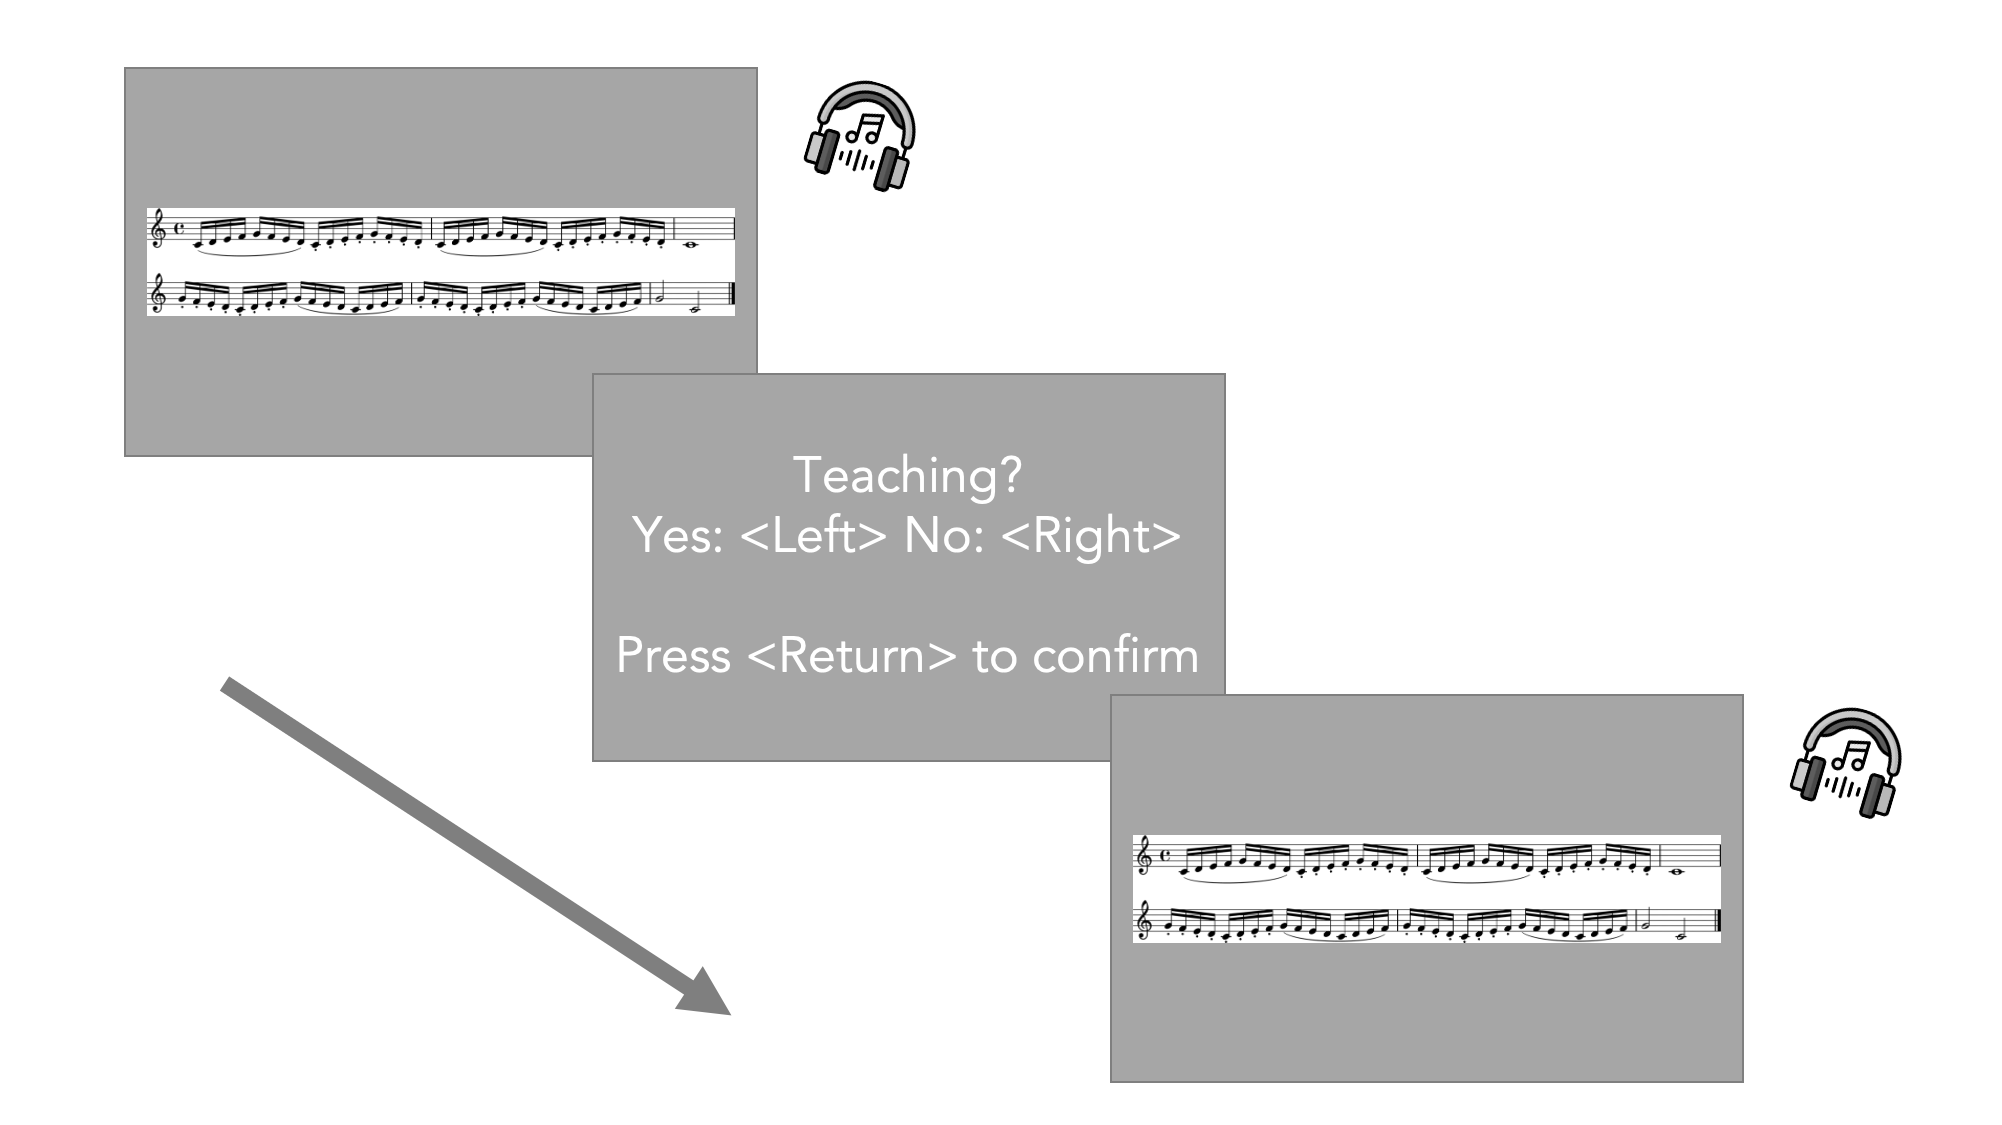 Teaching?
Yes: <Left> No: <Right>
Press <Return> to confirm